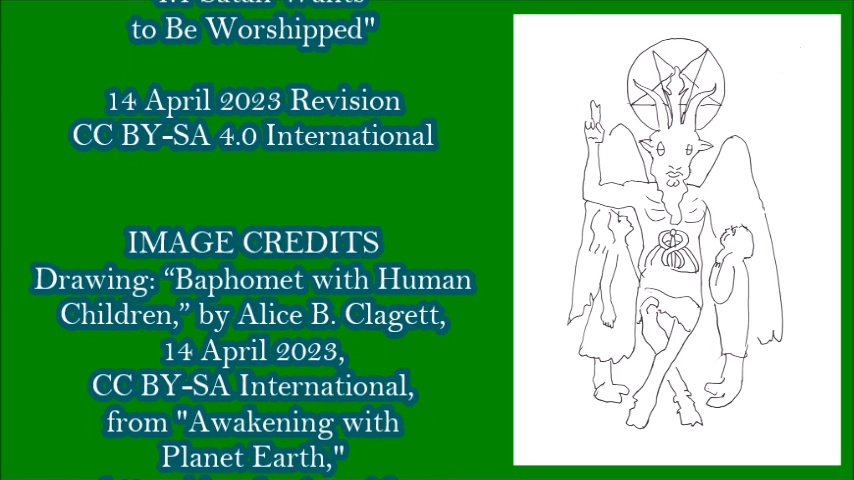 to Be Worshipped"
14 April 2023 Revision
CC BY-SA 4.0 International
IMAGE CREDITS
Drawing: “Baphomet with Human
Children,” by Alice B. Clagett,
14 April 2023,
CC BY-SA International,
from "Awakening with
Planet Earth,"